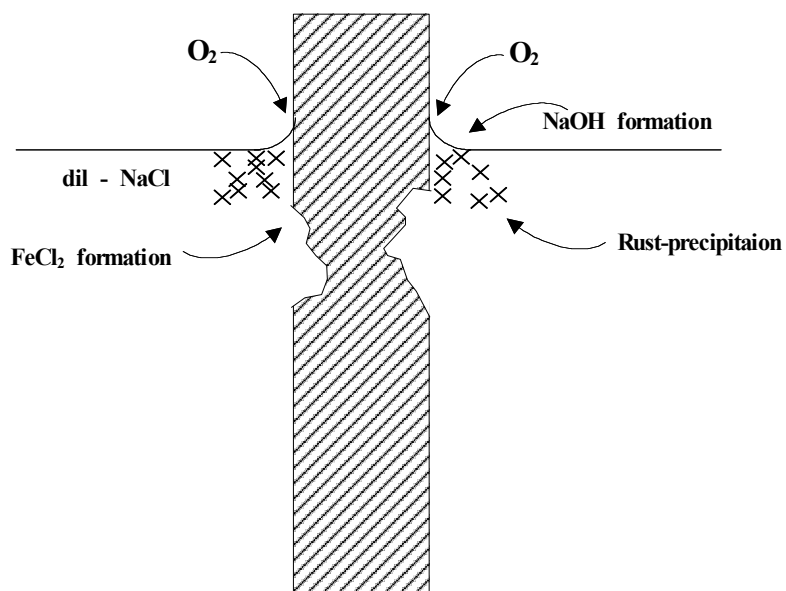 O₂
O₂
NaOH formation
dil - NaCl
Rust-precipitaion
FeCl₂ formation